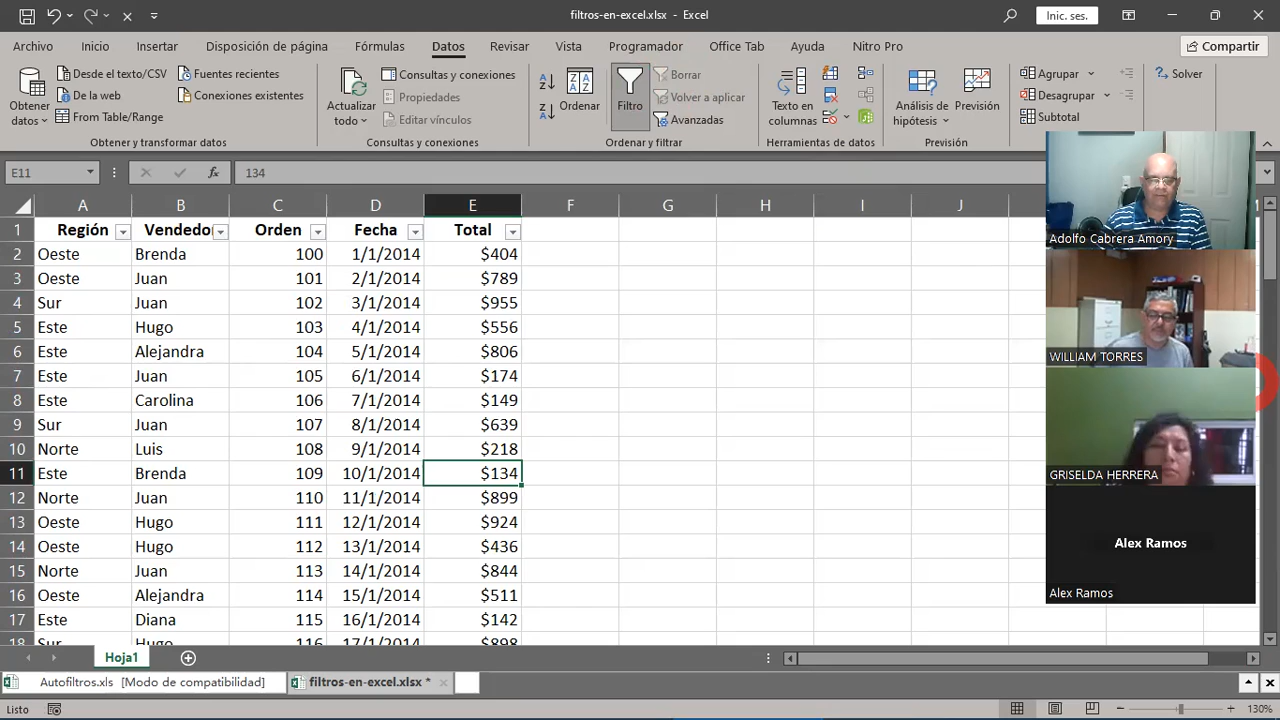 filtros-en-excel.xlsx - Excel
Inic. ses.
Archivo Inicio Insertar Disposición de página Fórmulas Datos Revisar Vista Programador Office Tab Ayuda Nitro Pro Compartir
Obtener datos
Desde el texto/CSV
De la web
From Table/Range
Fuentes recientes
Conexiones existentes
Obtener y transformar datos
Actualizar todo
Consultas y conexiones
Propiedades
Editar vínculos
Consultas y conexiones
Ordenar
Filtro
Borrar
Volver a aplicar
Avanzadas
Ordenar y filtrar
Texto en columnas
Herramientas de datos
Análisis de hipótesis
Previsión
Previsión
Agrupar
Desagrupar
Subtotal
Solver
E11 fx 134
A B C D E F G H I J M
1 Región Vendedo Orden Fecha Total
2 Oeste Brenda 100 1/1/2014 $404
3 Oeste Juan 101 2/1/2014 $789
4 Sur Juan 102 3/1/2014 $955
5 Este Hugo 103 4/1/2014 $556
6 Este Alejandra 104 5/1/2014 $806
7 Este Juan 105 6/1/2014 $174
8 Este Carolina 106 7/1/2014 $149
9 Sur Juan 107 8/1/2014 $639
10 Norte Luis 108 9/1/2014 $218
11 Este Brenda 109 10/1/2014 $134
12 Norte Juan 110 11/1/2014 $899
13 Oeste Hugo 111 12/1/2014 $924
14 Oeste Hugo 112 13/1/2014 $436
15 Norte Juan 113 14/1/2014 $844
16 Oeste Alejandra 114 15/1/2014 $511
17 Este Diana 115 16/1/2014 $142
18 Sur Hugo 116 17/1/2014 $898
Adolfo Cabrera Amory
WILLIAM TORRES
GRISELDA HERRERA
Alex Ramos
Alex Ramos
Hoja1
Autofiltros.xls [Modo de compatibilidad] filtros-en-excel.xlsx *
Listo 130%